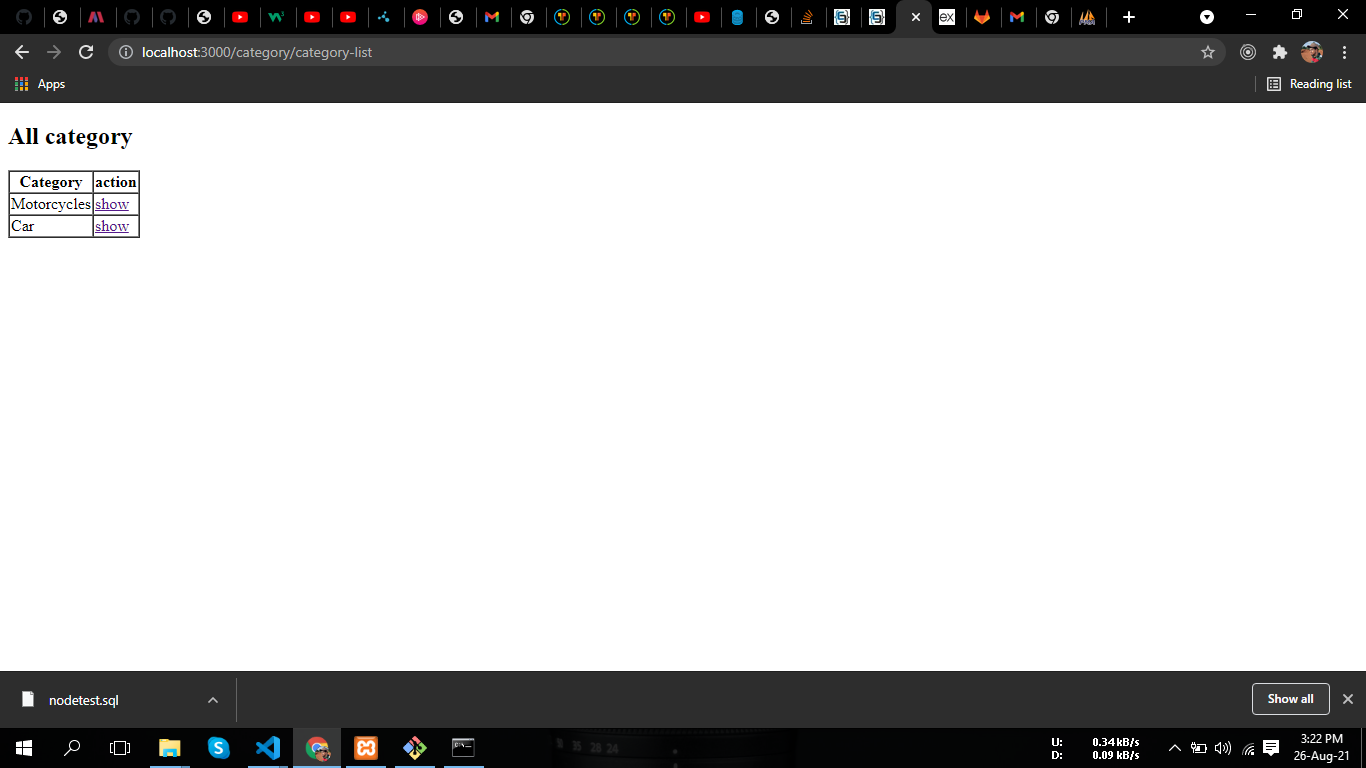 localhost:3000/category/category-list
Apps
Reading list
All category
Category action
Motorcycles show
Car show
nodetest.sql
Show all
U: 0.34 kB/s
D: 0.09 kB/s
3:22 PM
26-Aug-21